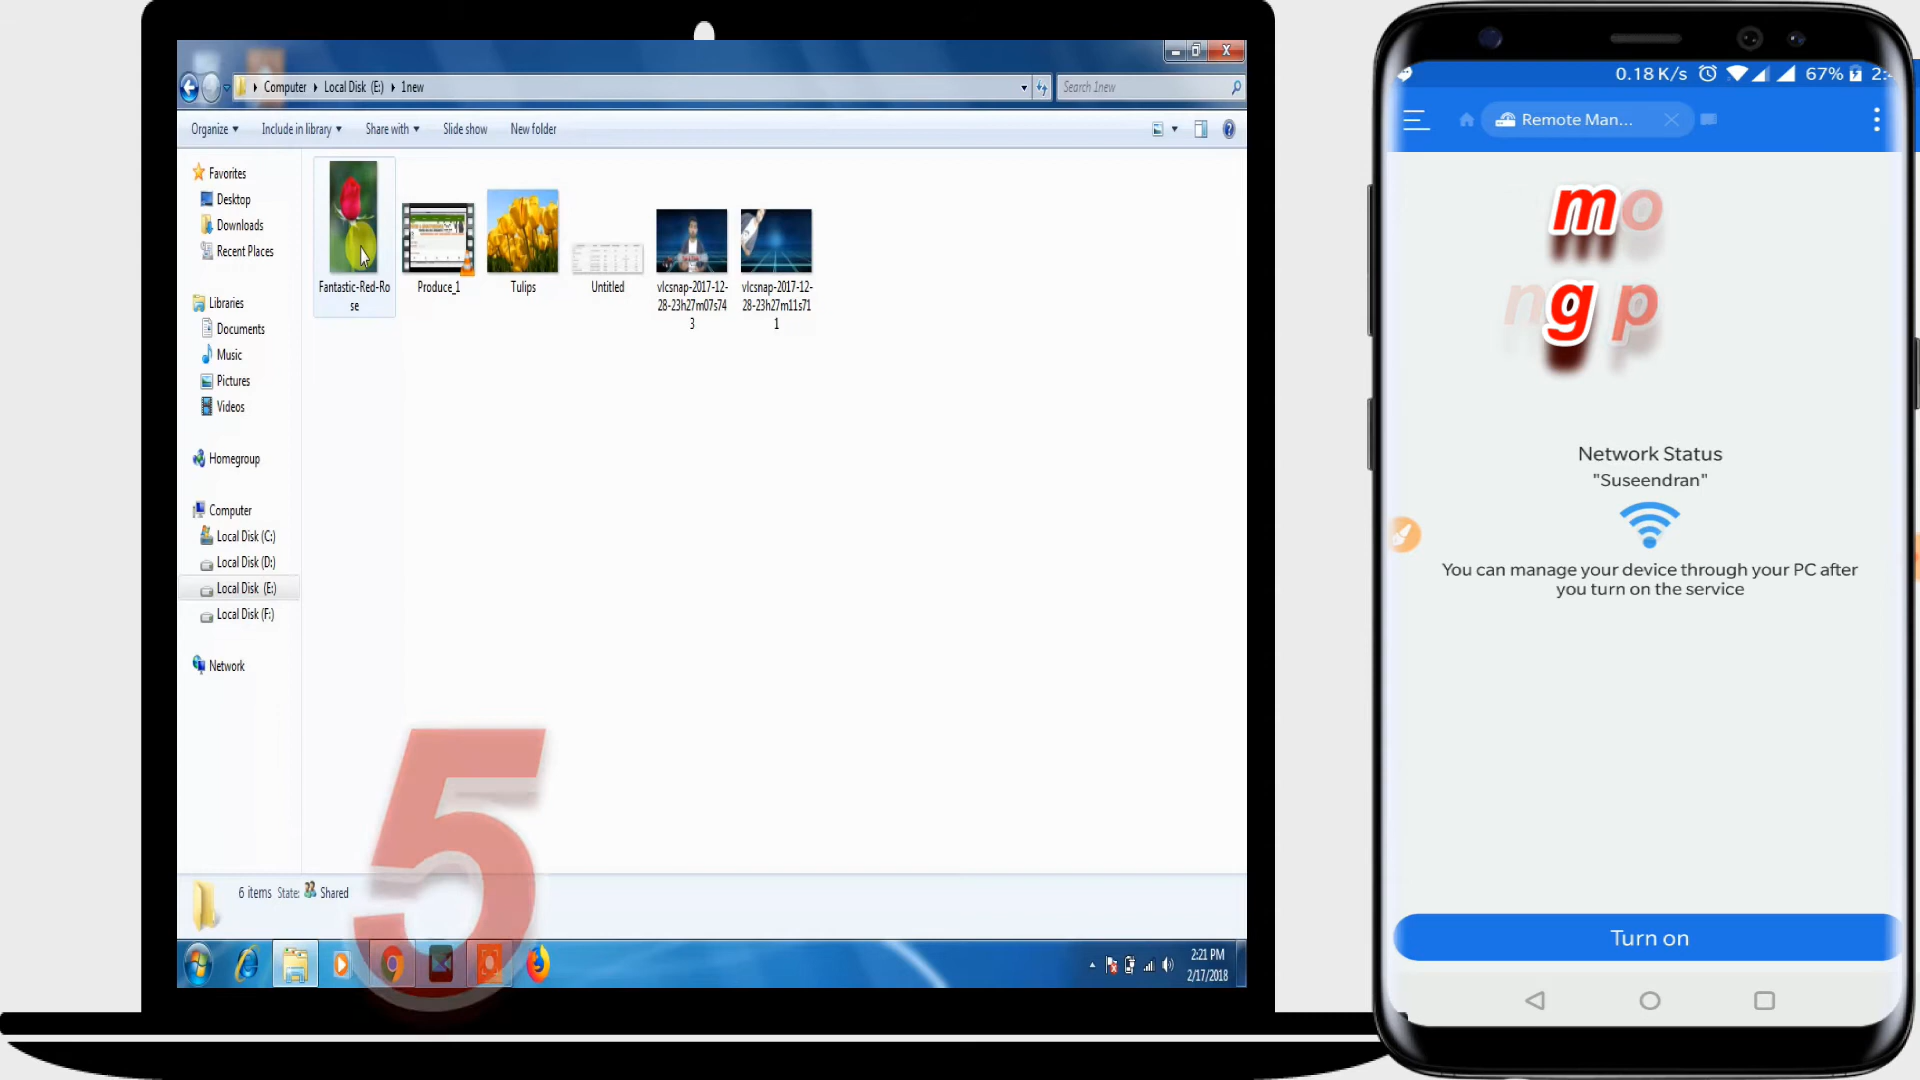 Computer Local Disk (E:) 1new
Search 1new
Organize Include in library Share with Slide show New folder
Favorites
Desktop
Downloads
Recent Places
Libraries
Documents
Music
Pictures
Videos
Homegroup
Computer
Local Disk (C:)
Local Disk (D:)
Local Disk (E:)
Local Disk (F:)
Network
Fantastic-Red-Ro
se
Produce_1
Tulips
Untitled
vlcsnap-2017-12-
28-23h27m07s74
3
vlcsnap-2017-12-
28-23h27m11s71
1
6 items State: Shared
5
2:21 PM
2/17/2018
0.18 K/s 67% 2:
Remote Man...
mo
ng p
Network Status
"Suseendran"
You can manage your device through your PC after
you turn on the service
Turn on